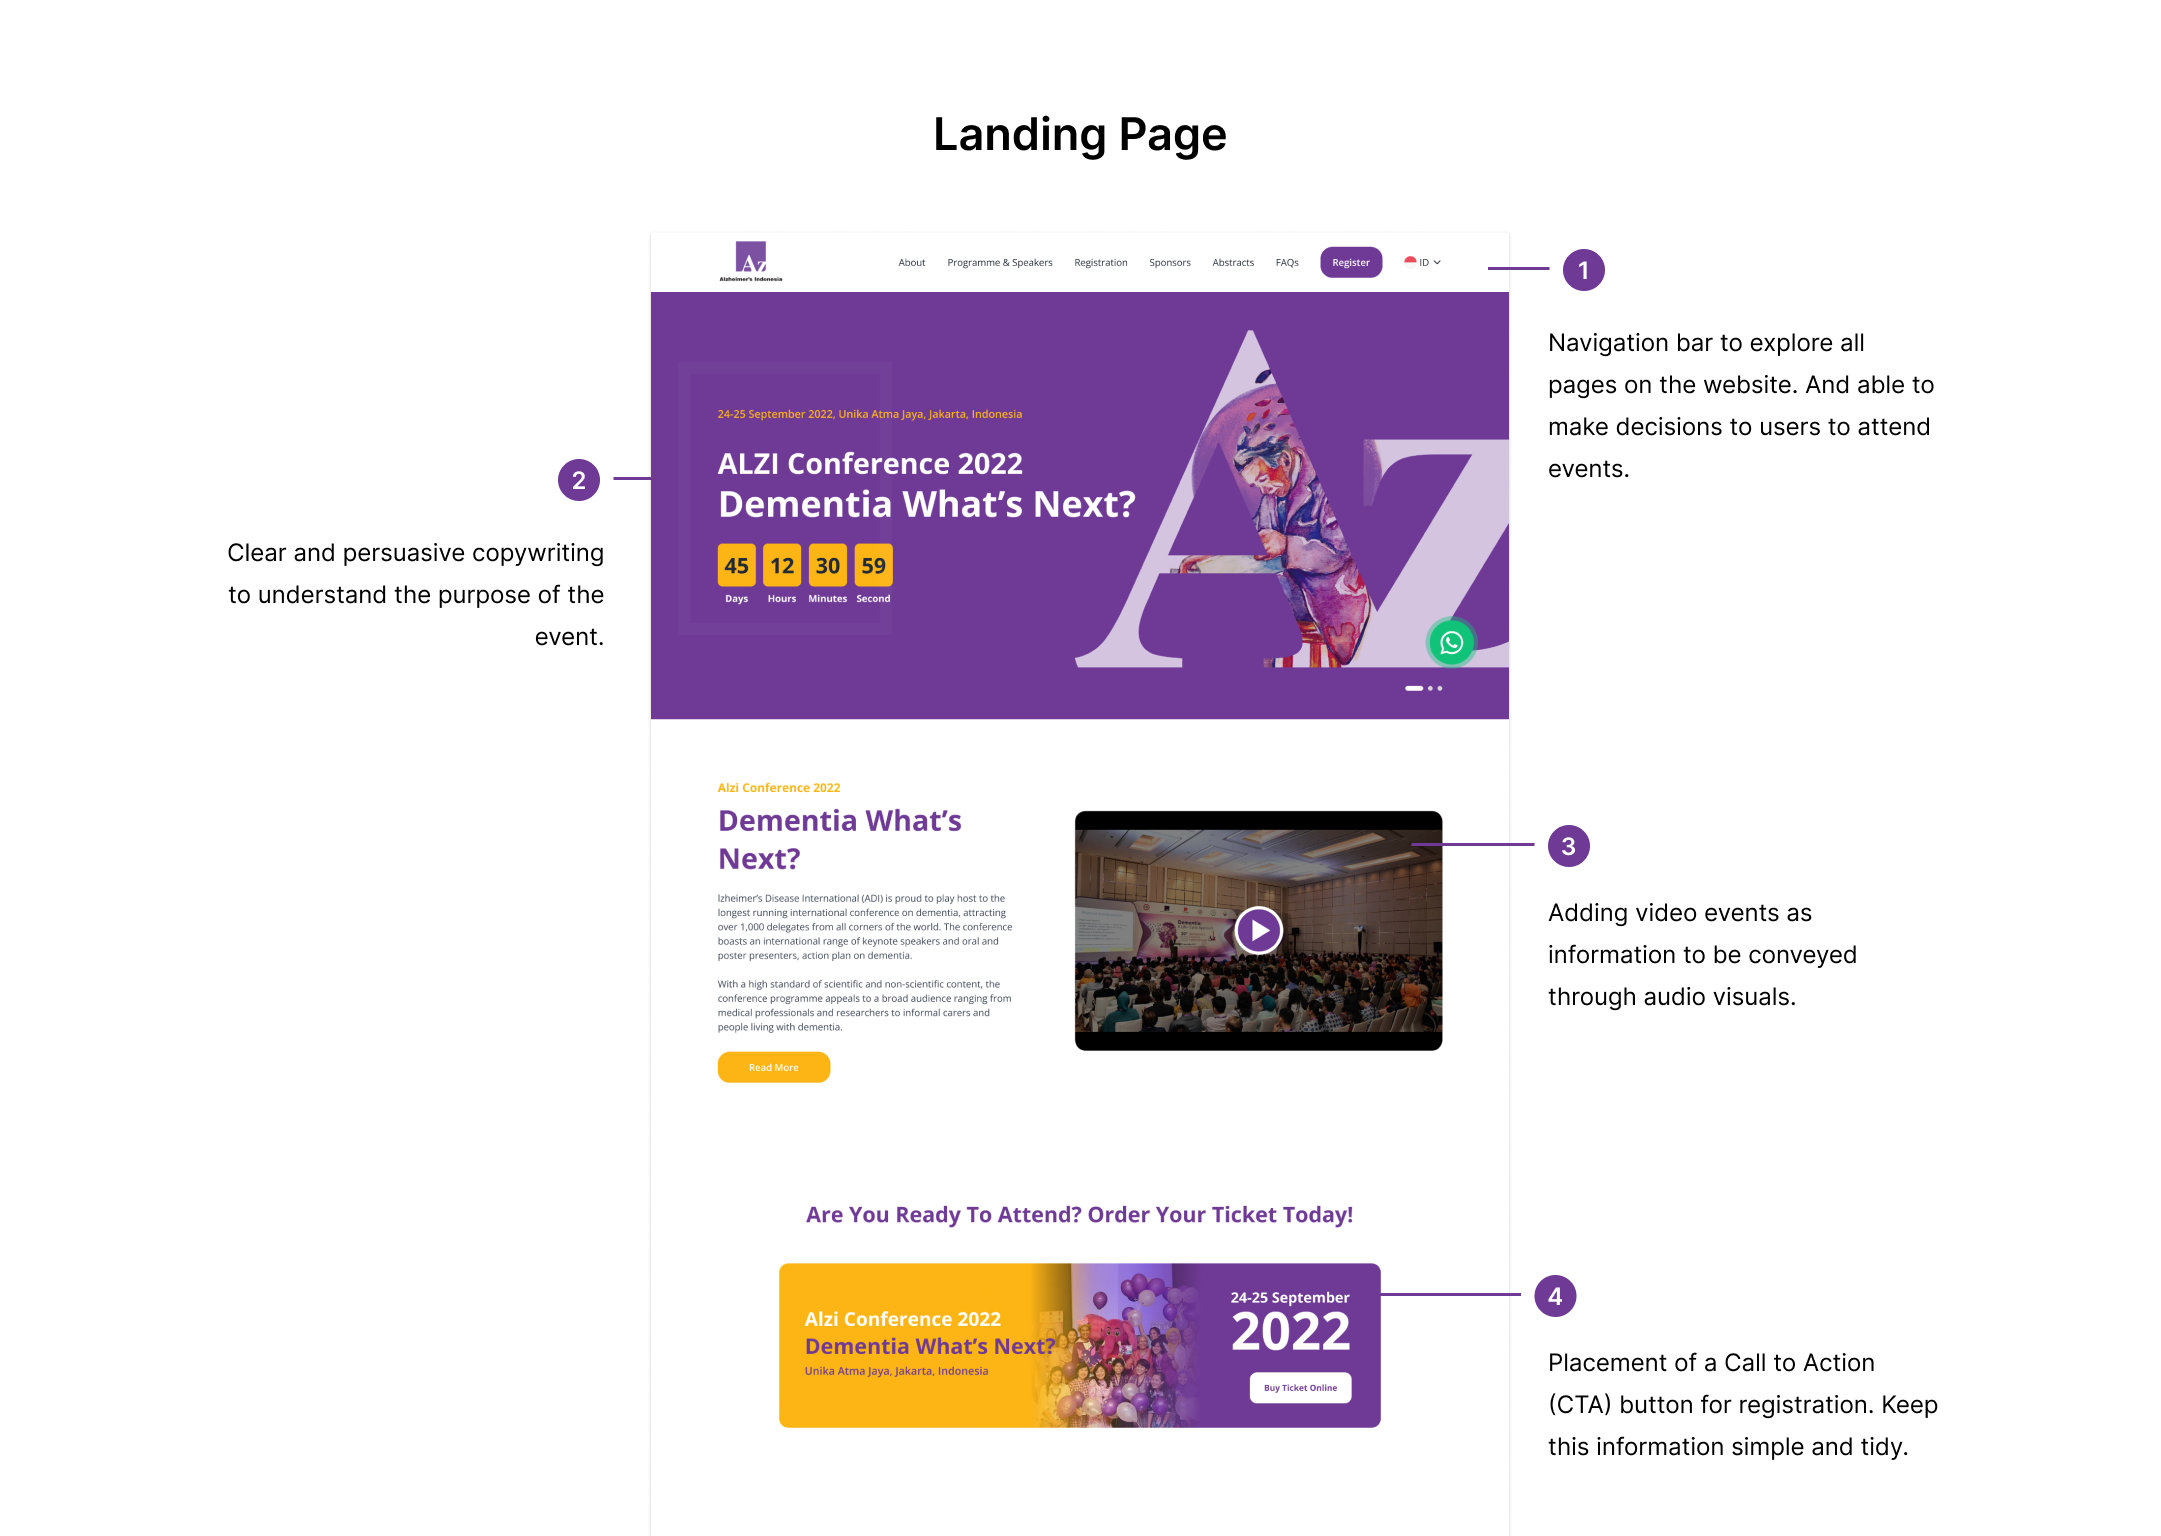 Landing Page
Az
Alzheimer's Indonesia
About Programme & Speakers Registration Sponsors Abstracts FAQs Register ID
1
Navigation bar to explore all
pages on the website. And able to
make decisions to users to attend
events.
24-25 September 2022, Unika Atma Jaya, Jakarta, Indonesia
ALZI Conference 2022
Dementia What's Next?
45 12 30 59
Days Hours Minutes Second
Az
2
Clear and persuasive copywriting
to understand the purpose of the
event.
Alzi Conference 2022
Dementia What's
Next?
lzheimer's Disease International (ADI) is proud to play host to the
longest running international conference on dementia, attracting
over 1,000 delegates from all corners of the world. The conference
boasts an international range of keynote speakers and oral and
poster presenters, action plan on dementia.
With a high standard of scientific and non-scientific content, the
conference programme appeals to a broad audience ranging from
medical professionals and researchers to informal carers and
people living with dementia.
Read More
Dementia
3
Adding video events as
information to be conveyed
through audio visuals.
Are You Ready To Attend? Order Your Ticket Today!
Alzi Conference 2022
Dementia What's Next?
Unika Atma Jaya, Jakarta, Indonesia
24-25 September
2022
Buy Ticket Online
4
Placement of a Call to Action
(CTA) button for registration. Keep
this information simple and tidy.